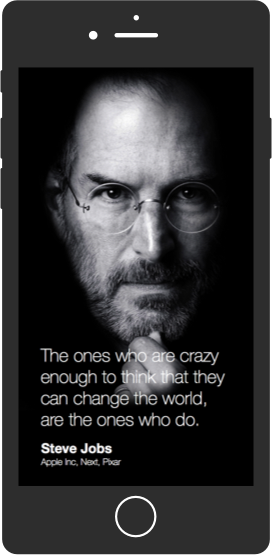 The ones who are crazy
enough to think that they
can change the world,
are the ones who do.
Steve Jobs
Apple Inc, Next, Pixar